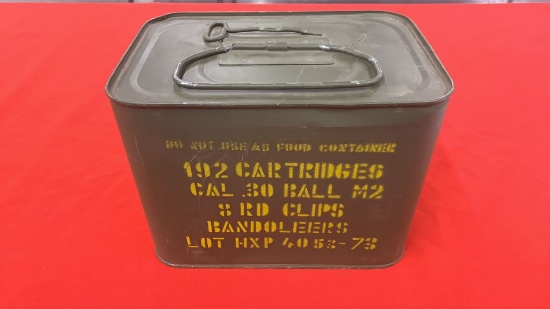 DO NOT USE AS FOOD CONTAINER
192 CARTRIDGES
CAL .30 BALL M2
8 RD CLIPS
BANDOLEERS
LOT HXP 4053-73